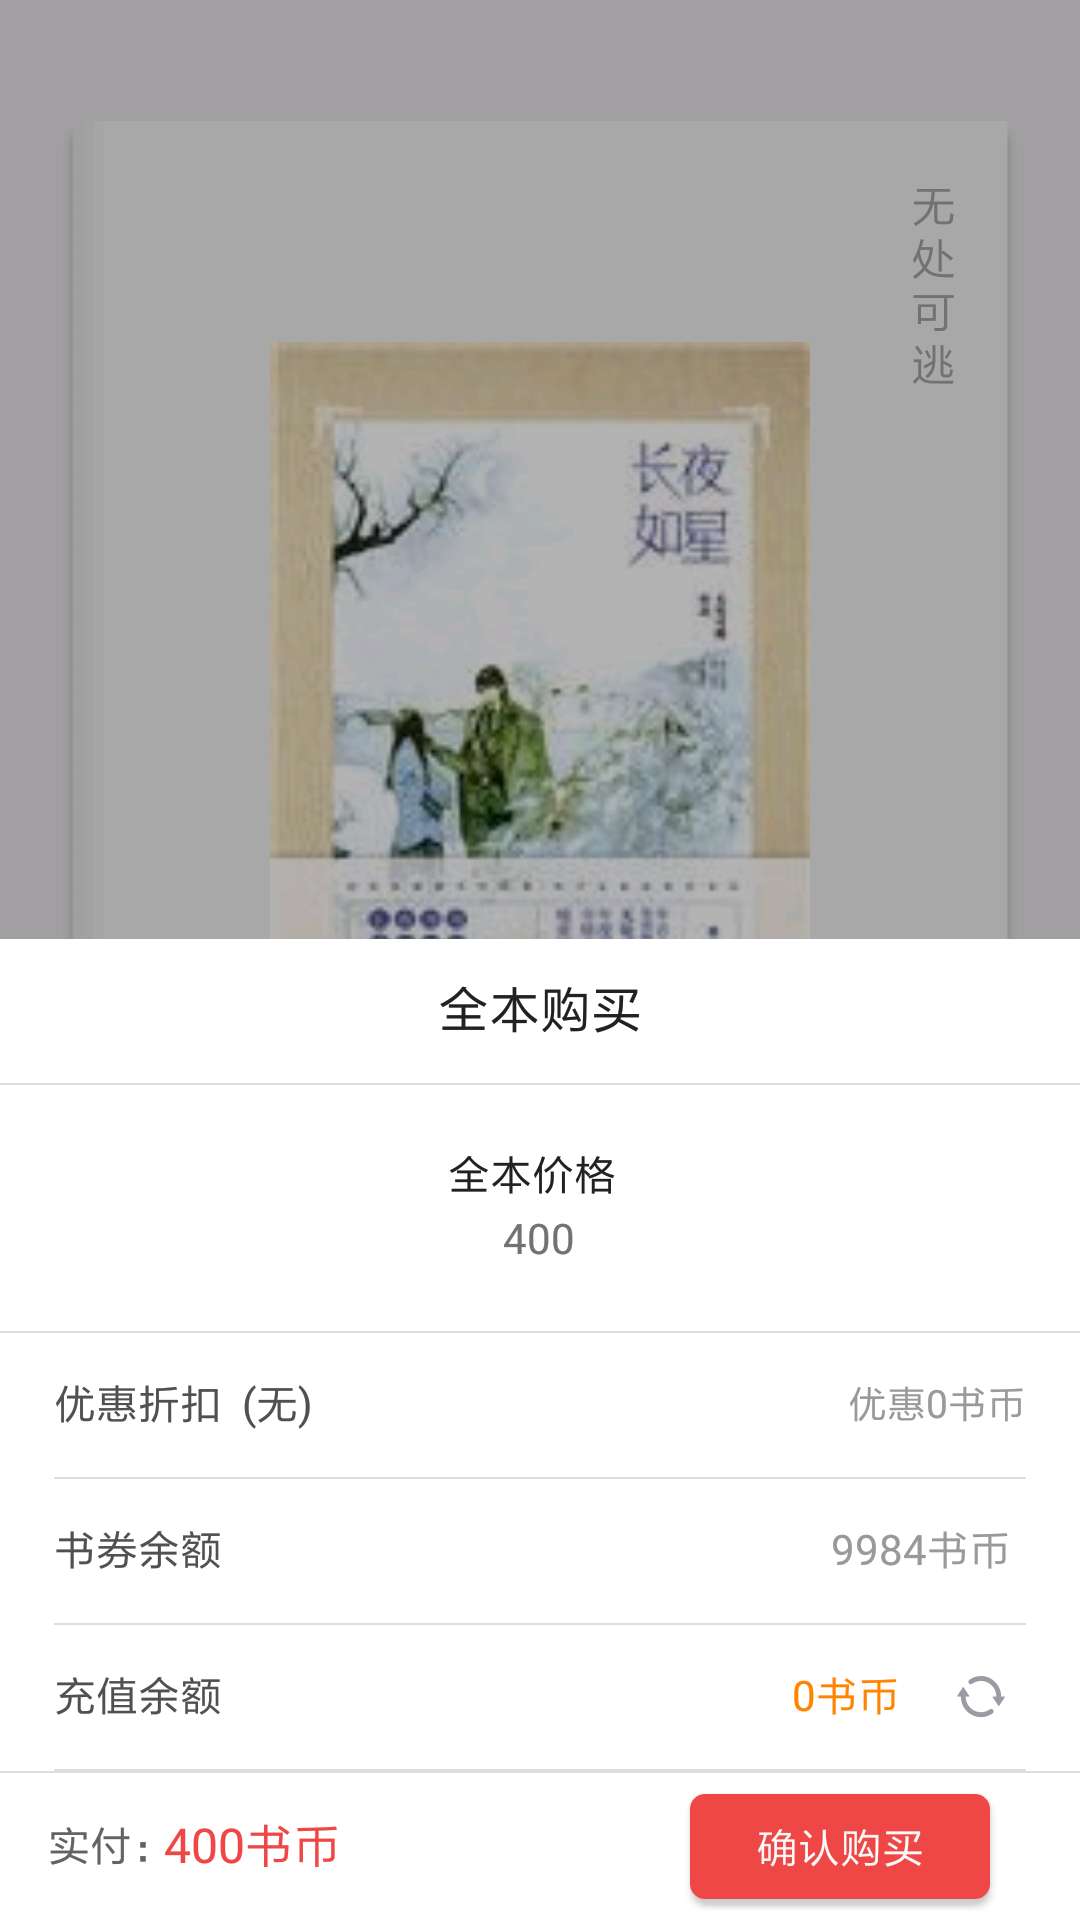 无处可逃
长夜
如星
全本购买
全本价格
400
优惠折扣 (无)
优惠0书币
书券余额
9984书币
充值余额
0书币
实付: 400书币
确认购买